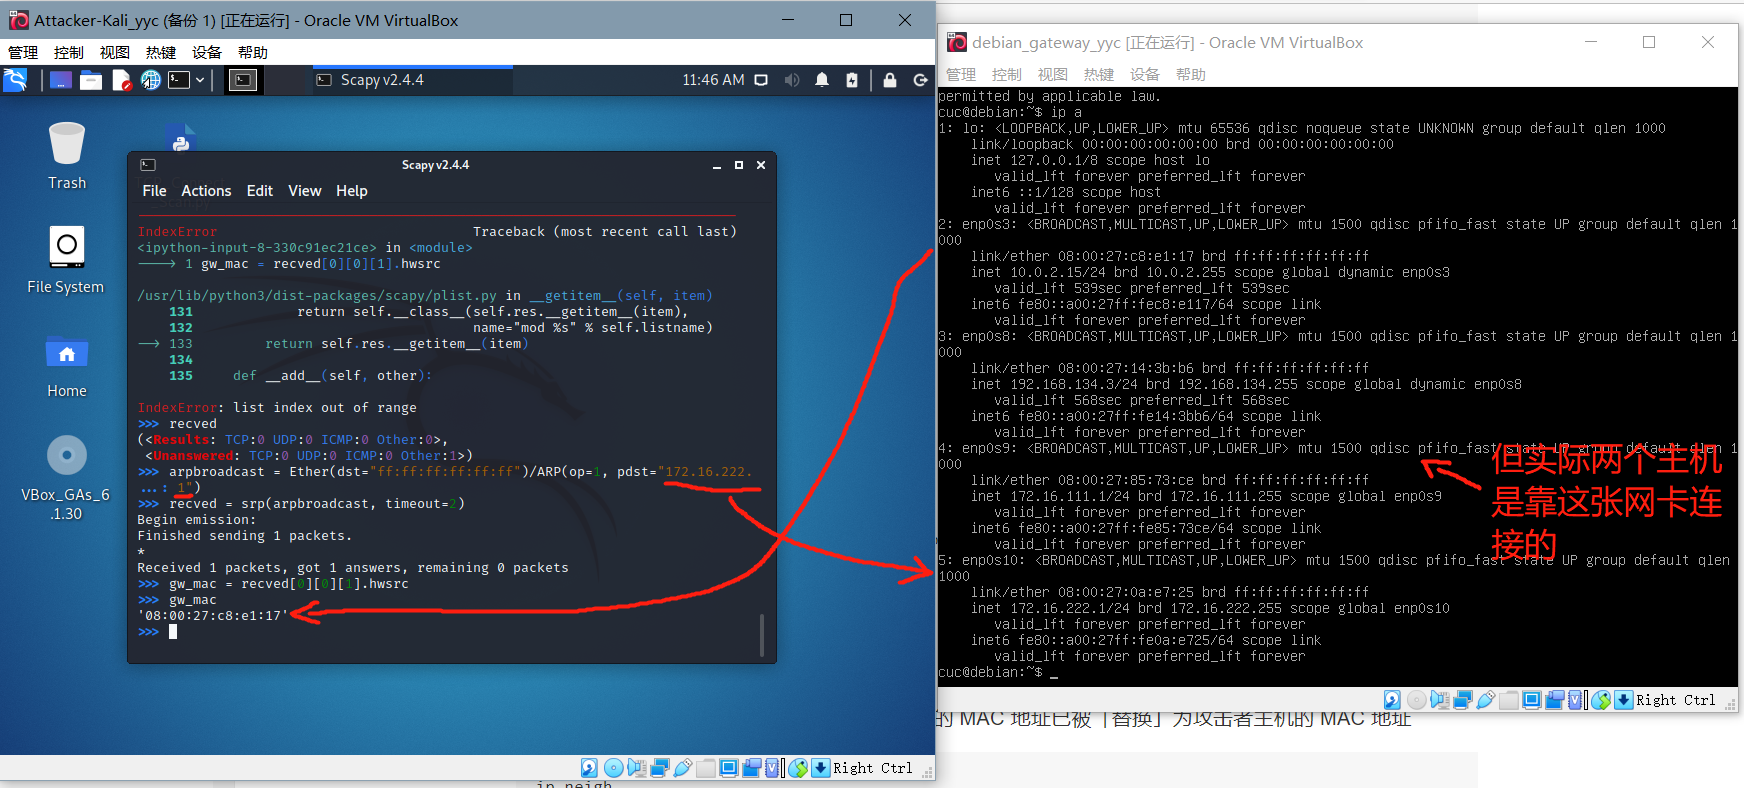 Attacker-Kali_yyc (备份 1) [正在运行] - Oracle VM VirtualBox
管理 控制 视图 热键 设备 帮助
Scapy v2.4.4
11:46 AM
Trash
File System
Home
VBox_GAs_6
.1.30
Scapy v2.4.4
File Actions Edit View Help
IndexError Traceback (most recent call last)
<ipython-input-8-330c91ec21ce> in <module>
----> 1 gw_mac = recved[0][0][1].hwsrc
/usr/lib/python3/dist-packages/scapy/plist.py in __getitem__(self, item)
131 return self.__class__(self.res.__getitem__(item),
132 name="mod %s" % self.listname)
--> 133 return self.res.__getitem__(item)
134
135 def __add__(self, other):
IndexError: list index out of range
>>> recved
(<Results: TCP:0 UDP:0 ICMP:0 Other:0>,
<Unanswered: TCP:0 UDP:0 ICMP:0 Other:1>)
>>> arpbroadcast = Ether(dst="ff:ff:ff:ff:ff:ff")/ARP(op=1, pdst="172.16.222.
...: 1")
>>> recved = srp(arpbroadcast, timeout=2)
Begin emission:
Finished sending 1 packets.
*
Received 1 packets, got 1 answers, remaining 0 packets
>>> gw_mac = recved[0][0][1].hwsrc
>>> gw_mac
'08:00:27:c8:e1:17'
>>>
Right Ctrl
debian_gateway_yyc [正在运行] - Oracle VM VirtualBox
管理 控制 视图 热键 设备 帮助
permitted by applicable law.
cuc@debian:~$ ip a
1: lo: <LOOPBACK,UP,LOWER_UP> mtu 65536 qdisc noqueue state UNKNOWN group default qlen 1000
link/loopback 00:00:00:00:00:00 brd 00:00:00:00:00:00
inet 127.0.0.1/8 scope host lo
valid_lft forever preferred_lft forever
inet6 ::1/128 scope host
valid_lft forever preferred_lft forever
2: enp0s3: <BROADCAST,MULTICAST,UP,LOWER_UP> mtu 1500 qdisc pfifo_fast state UP group default qlen 1
000
link/ether 08:00:27:c8:e1:17 brd ff:ff:ff:ff:ff:ff
inet 10.0.2.15/24 brd 10.0.2.255 scope global dynamic enp0s3
valid_lft 539sec preferred_lft 539sec
inet6 fe80::a00:27ff:fec8:e117/64 scope link
valid_lft forever preferred_lft forever
3: enp0s8: <BROADCAST,MULTICAST,UP,LOWER_UP> mtu 1500 qdisc pfifo_fast state UP group default qlen 1
000
link/ether 08:00:27:14:3b:b6 brd ff:ff:ff:ff:ff:ff
inet 192.168.134.3/24 brd 192.168.134.255 scope global dynamic enp0s8
valid_lft 568sec preferred_lft 568sec
inet6 fe80::a00:27ff:fe14:3bb6/64 scope link
valid_lft forever preferred_lft forever
4: enp0s9: <BROADCAST,MULTICAST,UP,LOWER_UP> mtu 1500 qdisc pfifo_fast state UP group default qlen 1
000
link/ether 08:00:27:85:73:ce brd ff:ff:ff:ff:ff:ff
inet 172.16.111.1/24 brd 172.16.111.255 scope global enp0s9
valid_lft forever preferred_lft forever
inet6 fe80::a00:27ff:fe85:73ce/64 scope link
valid_lft forever preferred_lft forever
5: enp0s10: <BROADCAST,MULTICAST,UP,LOWER_UP> mtu 1500 qdisc pfifo_fast state UP group default qlen
1000
link/ether 08:00:27:0a:e7:25 brd ff:ff:ff:ff:ff:ff
inet 172.16.222.1/24 brd 172.16.222.255 scope global enp0s10
valid_lft forever preferred_lft forever
inet6 fe80::a00:27ff:fe0a:e725/64 scope link
valid_lft forever preferred_lft forever
cuc@debian:~$ _
但实际两个主机
是靠这张网卡连
接的
Right Ctrl
的 MAC 地址已被「替换」为攻击者主机的 MAC 地址
ip neigh